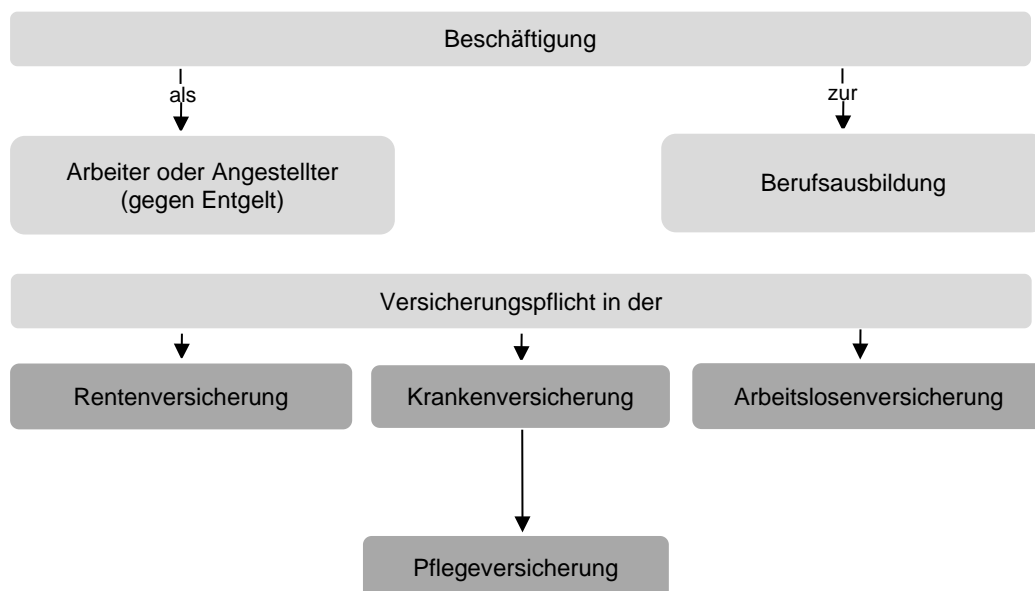 Beschäftigung
als
zur
Arbeiter oder Angestellter
(gegen Entgelt)
Berufsausbildung
Versicherungspflicht in der
Rentenversicherung
Krankenversicherung
Arbeitslosenversicherung
Pflegeversicherung